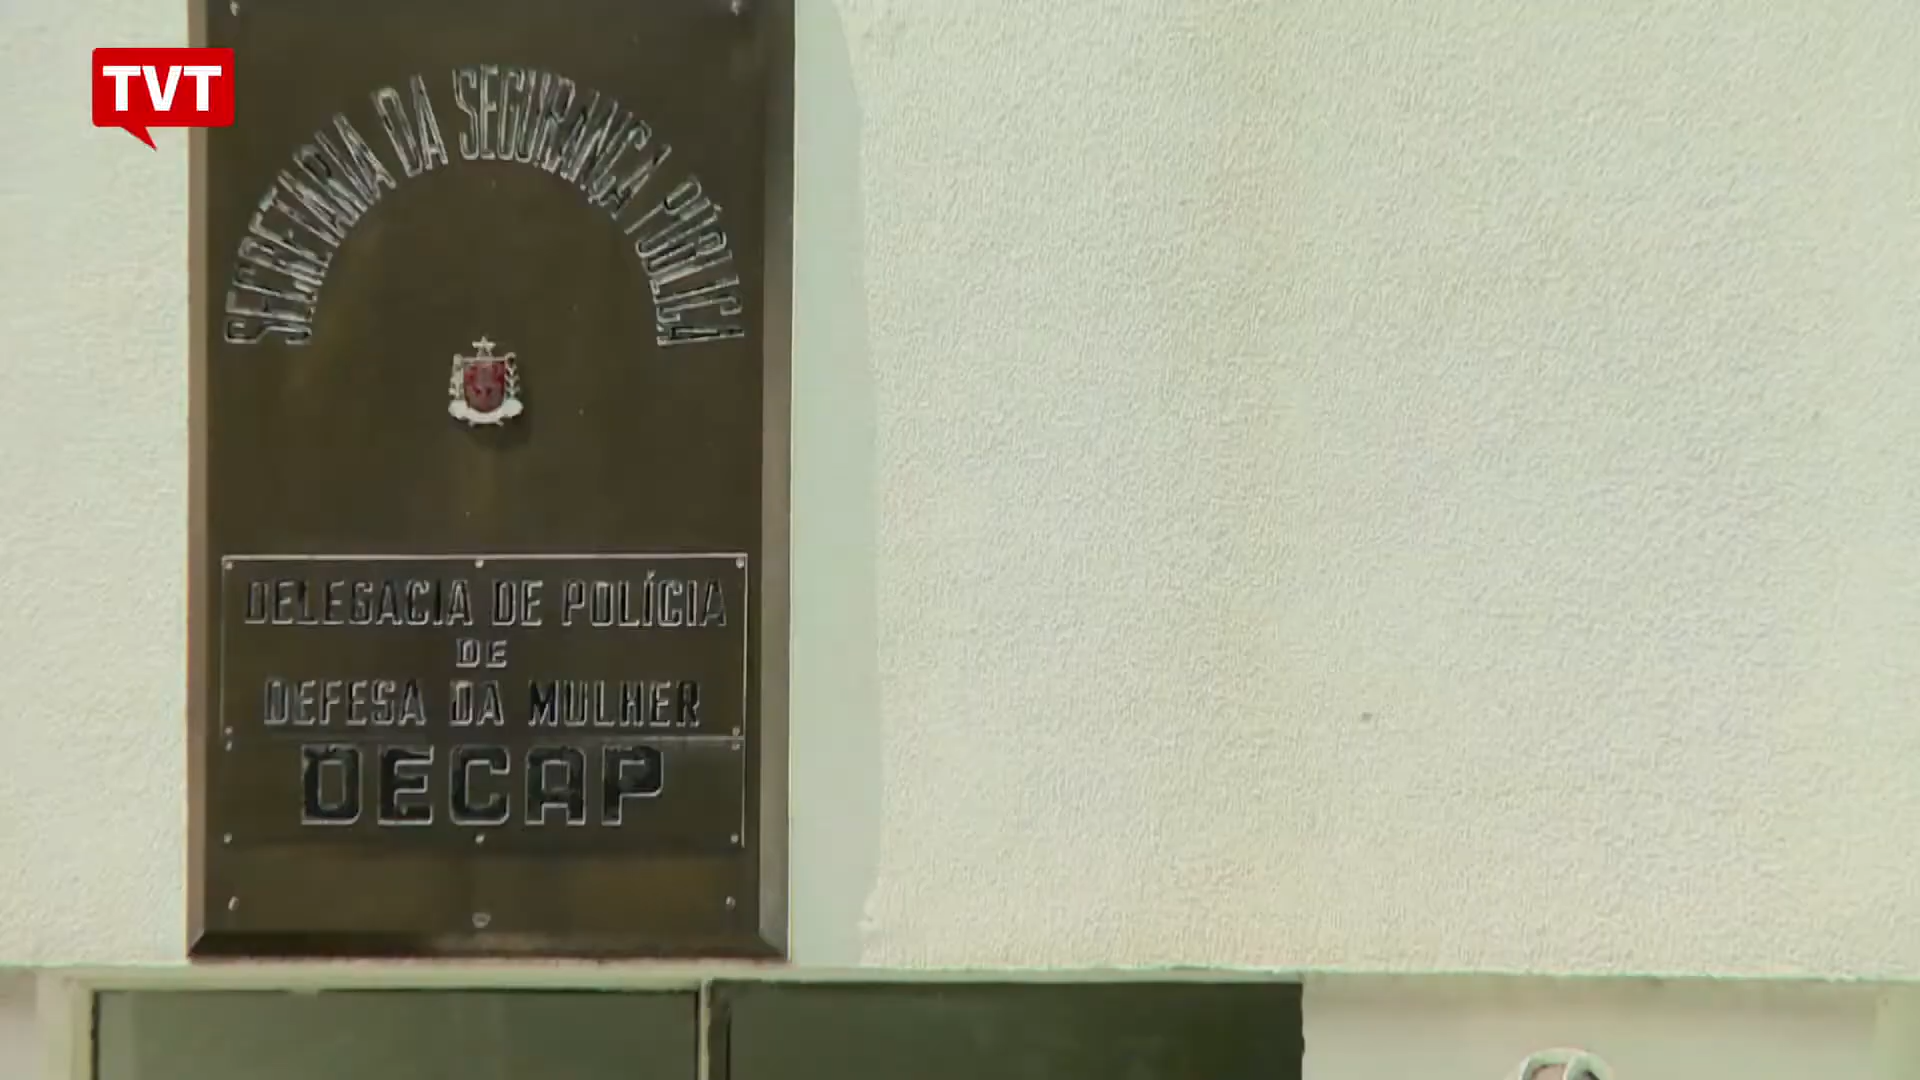 TVT
SECRETARIA DA SEGURANÇA PÚBLICA
DELEGACIA DE POLÍCIA
DE
DEFESA DA MULHER
DECAP